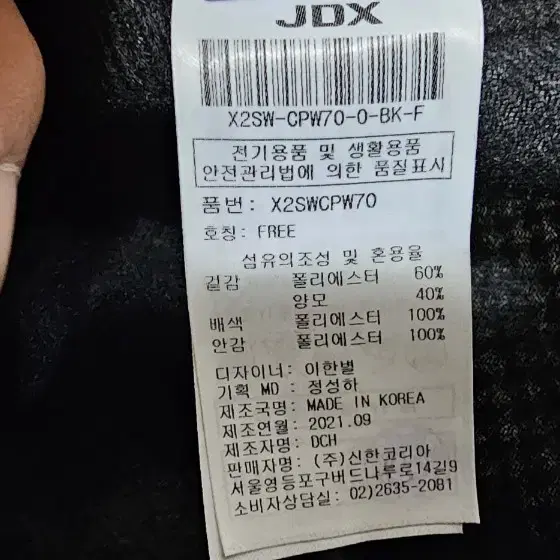 JDX
X2SW-CPW70-0-BK-F
전기용품 및 생활용품
안전관리법에 의한 품질표시
품번: X2SWCPW70
호칭: FREE
섬유의조성 및 혼용율
겉감 폴리에스터 60%
양모 40%
배색 폴리에스터 100%
안감 폴리에스터 100%
디자이너: 이한별
기획 MD : 정성하
제조국명: MADE IN KOREA
제조연월: 2021.09
제조자명: DCH
판매자명: (주)신한코리아
서울영등포구버드나루로14길9
소비자상담실: 02)2635-2081